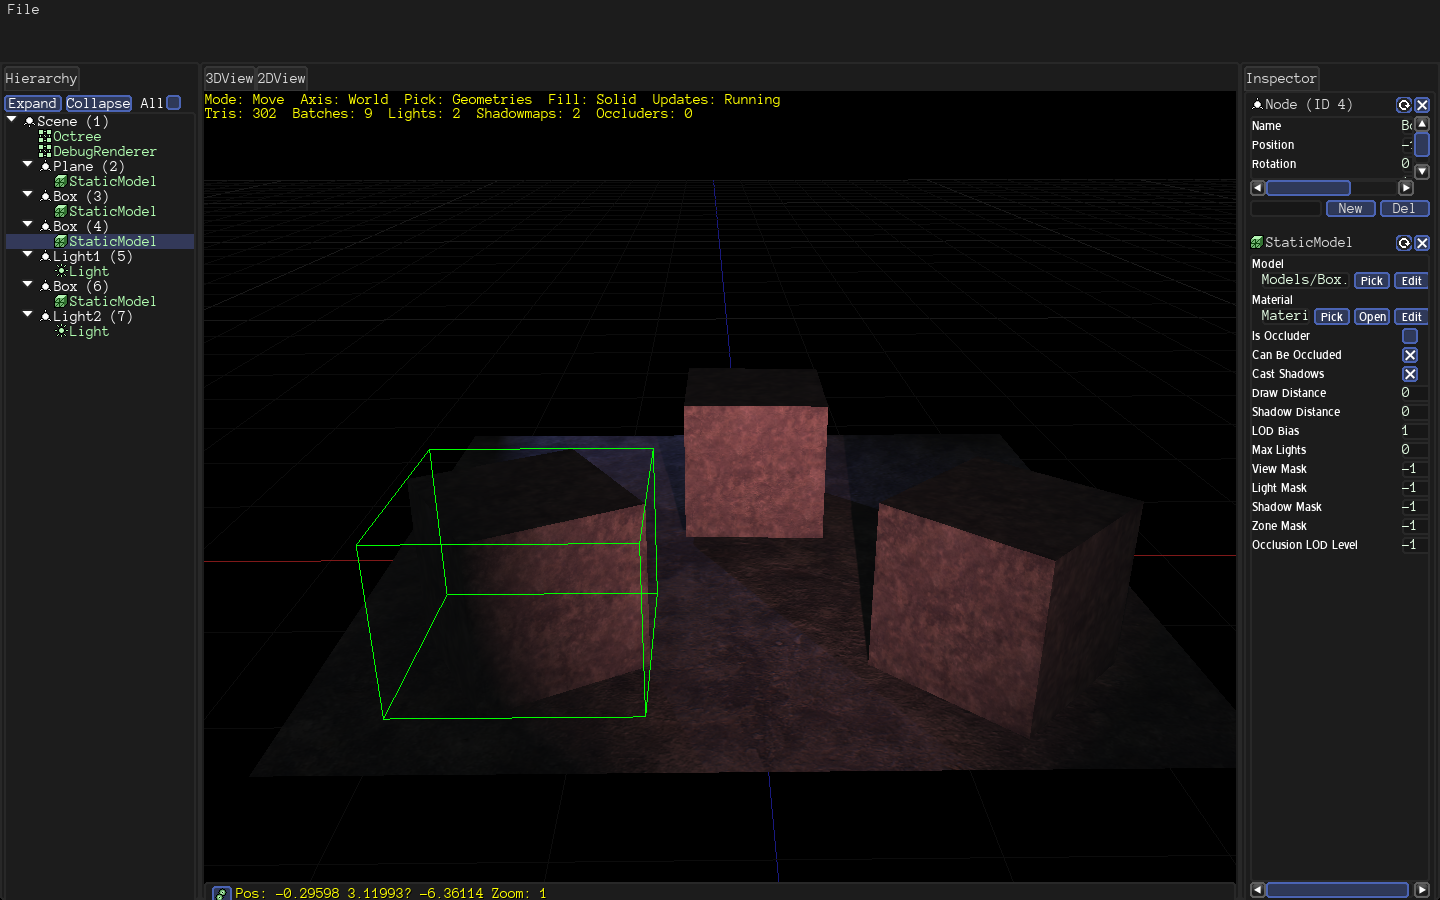 File
Hierarchy
Expand Collapse All
Scene (1)
Octree
DebugRenderer
Plane (2)
StaticModel
Box (3)
StaticModel
Box (4)
StaticModel
Light1 (5)
Light
Box (6)
StaticModel
Light2 (7)
Light
3DView 2DView
Mode: Move Axis: World Pick: Geometries Fill: Solid Updates: Running
Tris: 302 Batches: 9 Lights: 2 Shadowmaps: 2 Occluders: 0
Pos: -0.29598 3.11993? -6.36114 Zoom: 1
Inspector
Node (ID 4)
Name Bo
Position -1
Rotation 0
New Del
StaticModel
Model
Models/Box. Pick Edit
Material
Materi Pick Open Edit
Is Occluder
Can Be Occluded
Cast Shadows
Draw Distance 0
Shadow Distance 0
LOD Bias 1
Max Lights 0
View Mask -1
Light Mask -1
Shadow Mask -1
Zone Mask -1
Occlusion LOD Level -1